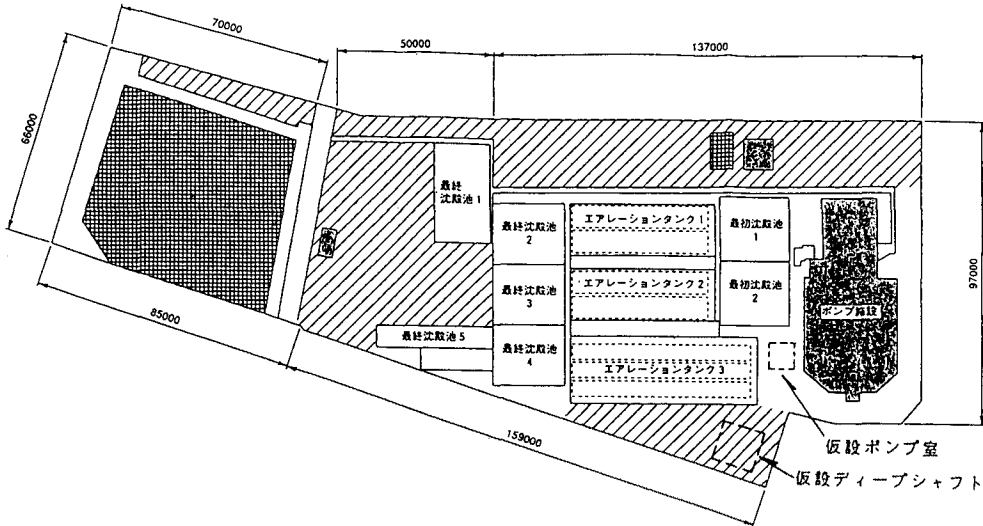 70000
50000
137000
66000
97000
85000
159000
最終
沈殿池 1
最終沈殿池
2
最終沈殿池
3
最終沈殿池
4
最終沈殿池 5
エアレーションタンク 1
エアレーションタンク 2
エアレーションタンク 3
最初沈殿池
1
最初沈殿池
2
ポンプ施設
仮設ポンプ室
仮設ディープシャフト